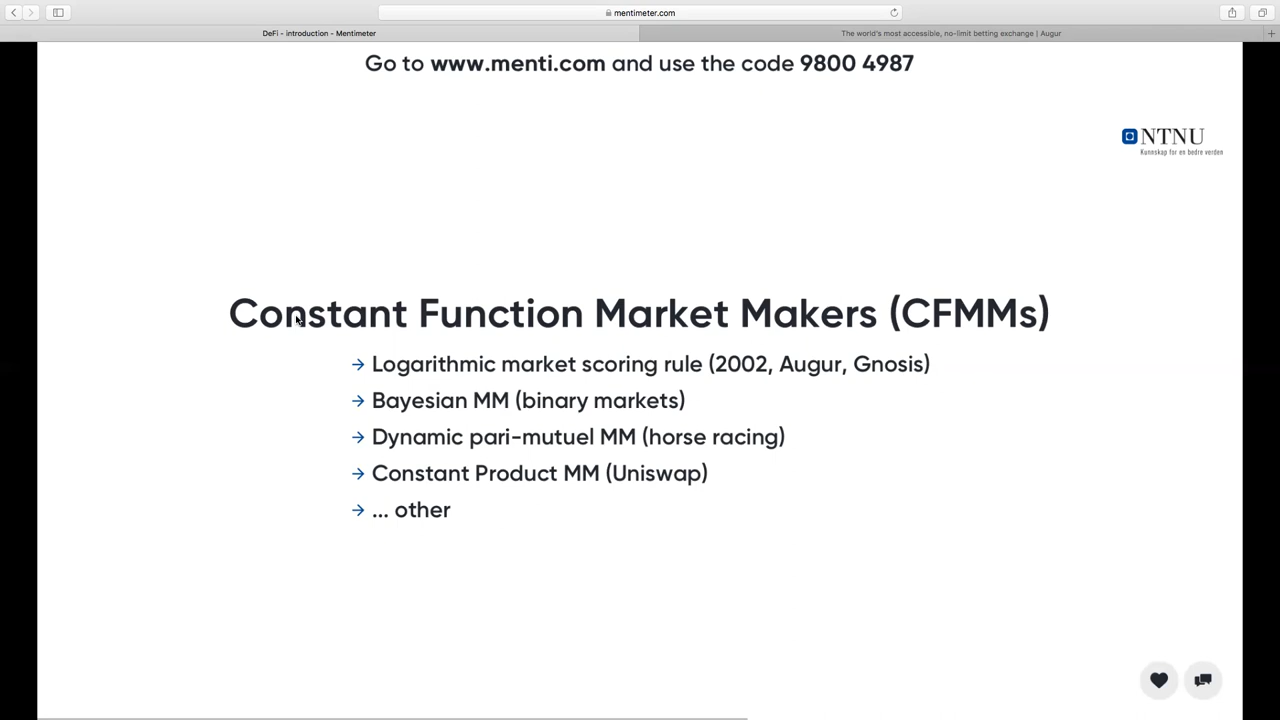 mentimeter.com
DeFi - introduction - Mentimeter
The world's most accessible, no-limit betting exchange | Augur
Go to www.menti.com and use the code 9800 4987
NTNU
Kunnskap for en bedre verden
Constant Function Market Makers (CFMMs)
→ Logarithmic market scoring rule (2002, Augur, Gnosis)
→ Bayesian MM (binary markets)
→ Dynamic pari-mutuel MM (horse racing)
→ Constant Product MM (Uniswap)
→ ... other